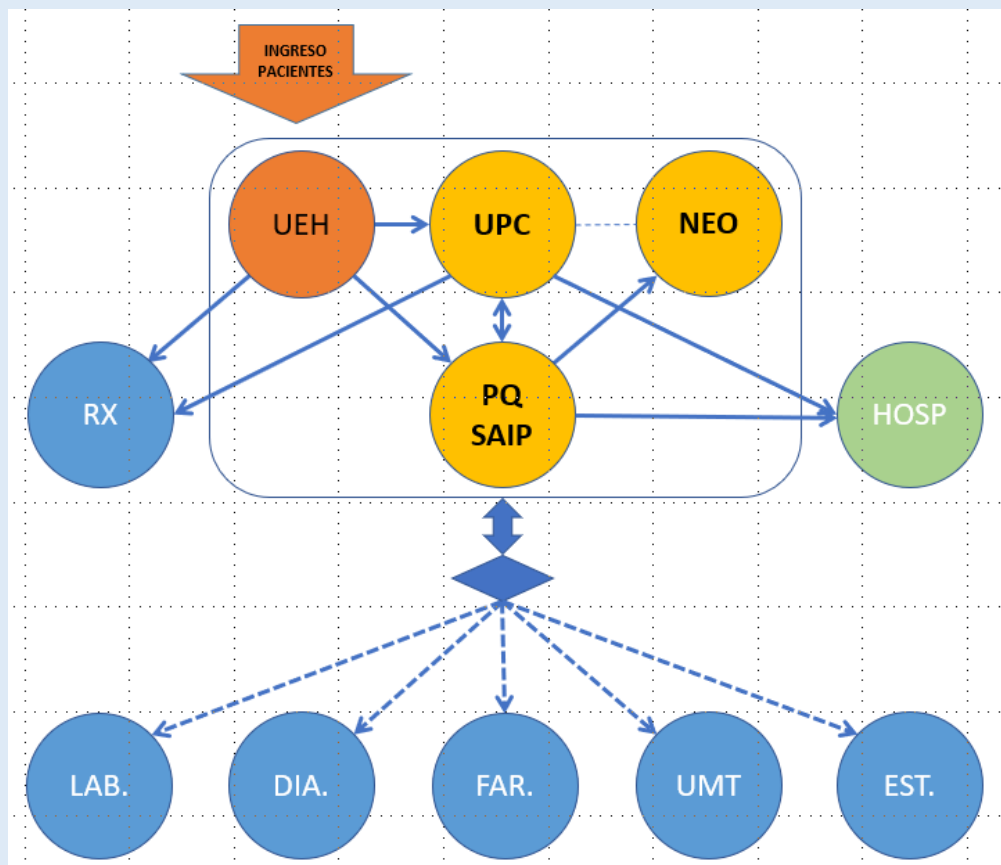 INGRESO
PACIENTES
UEH
UPC
NEO
RX
PQ
SAIP
HOSP
LAB.
DIA.
FAR.
UMT
EST.